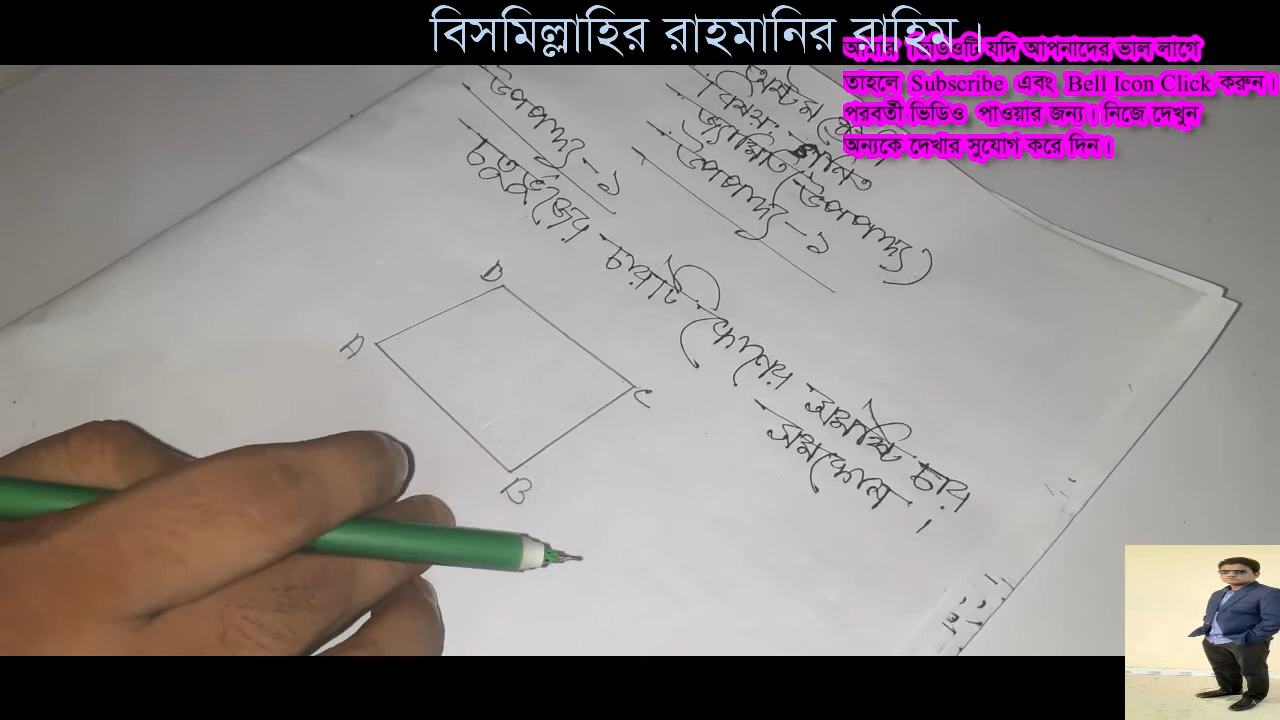 বিসমিল্লাহির রাহমানির রাহিম।
আমার ভিডিওটি যদি আপনাদের ভাল লাগে
তাহলে Subscribe এবং Bell Icon Click করুন।
পরবর্তী ভিডিও পাওয়ার জন্য। নিজে দেখুন
অন্যকে দেখার সুযোগ করে দিন।
অষ্টম শ্রেণি
বিষয়: গনিত
জ্যামিতি (উপপাদ্য)
উপপাদ্য-১
উপপাদ্য-১
চতুর্ভুজের চারটি কোণের সমষ্টি চার
সমকোন।
D
A
C
B